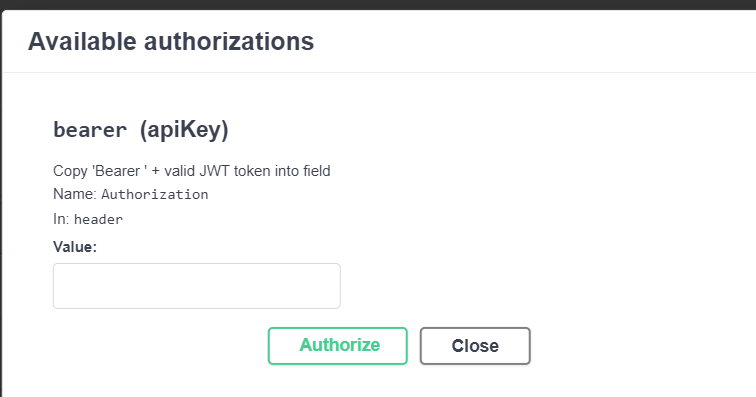 Available authorizations
bearer (apiKey)
Copy 'Bearer ' + valid JWT token into field
Name: Authorization
In: header
Value:
Authorize
Close